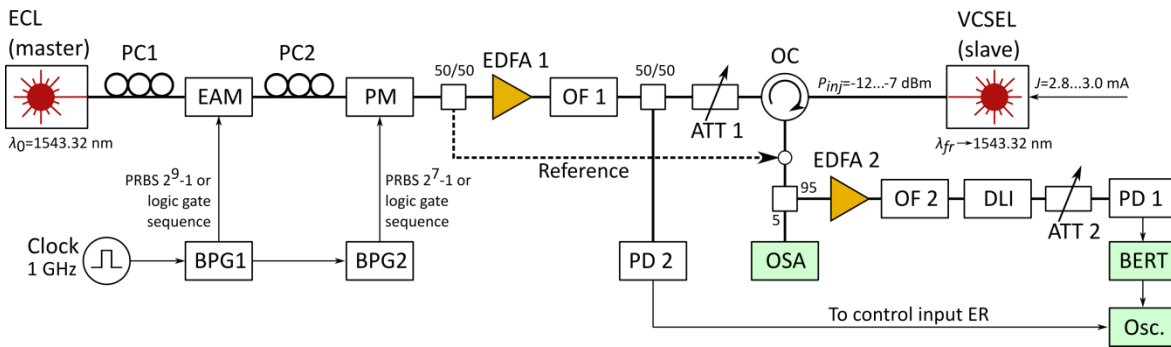 ECL
(master)
PC1
PC2
50/50
EDFA 1
50/50
OC
VCSEL
(slave)
EAM
PM
OF 1
ATT 1
P_inj=-12...-7 dBm
J=2.8...3.0 mA
λ0=1543.32 nm
λfr→1543.32 nm
PRBS 2^9-1 or
logic gate
sequence
PRBS 2^7-1 or
logic gate
sequence
Reference
EDFA 2
95
5
OF 2
DLI
ATT 2
PD 1
Clock
1 GHz
BPG1
BPG2
PD 2
OSA
BERT
To control input ER
Osc.